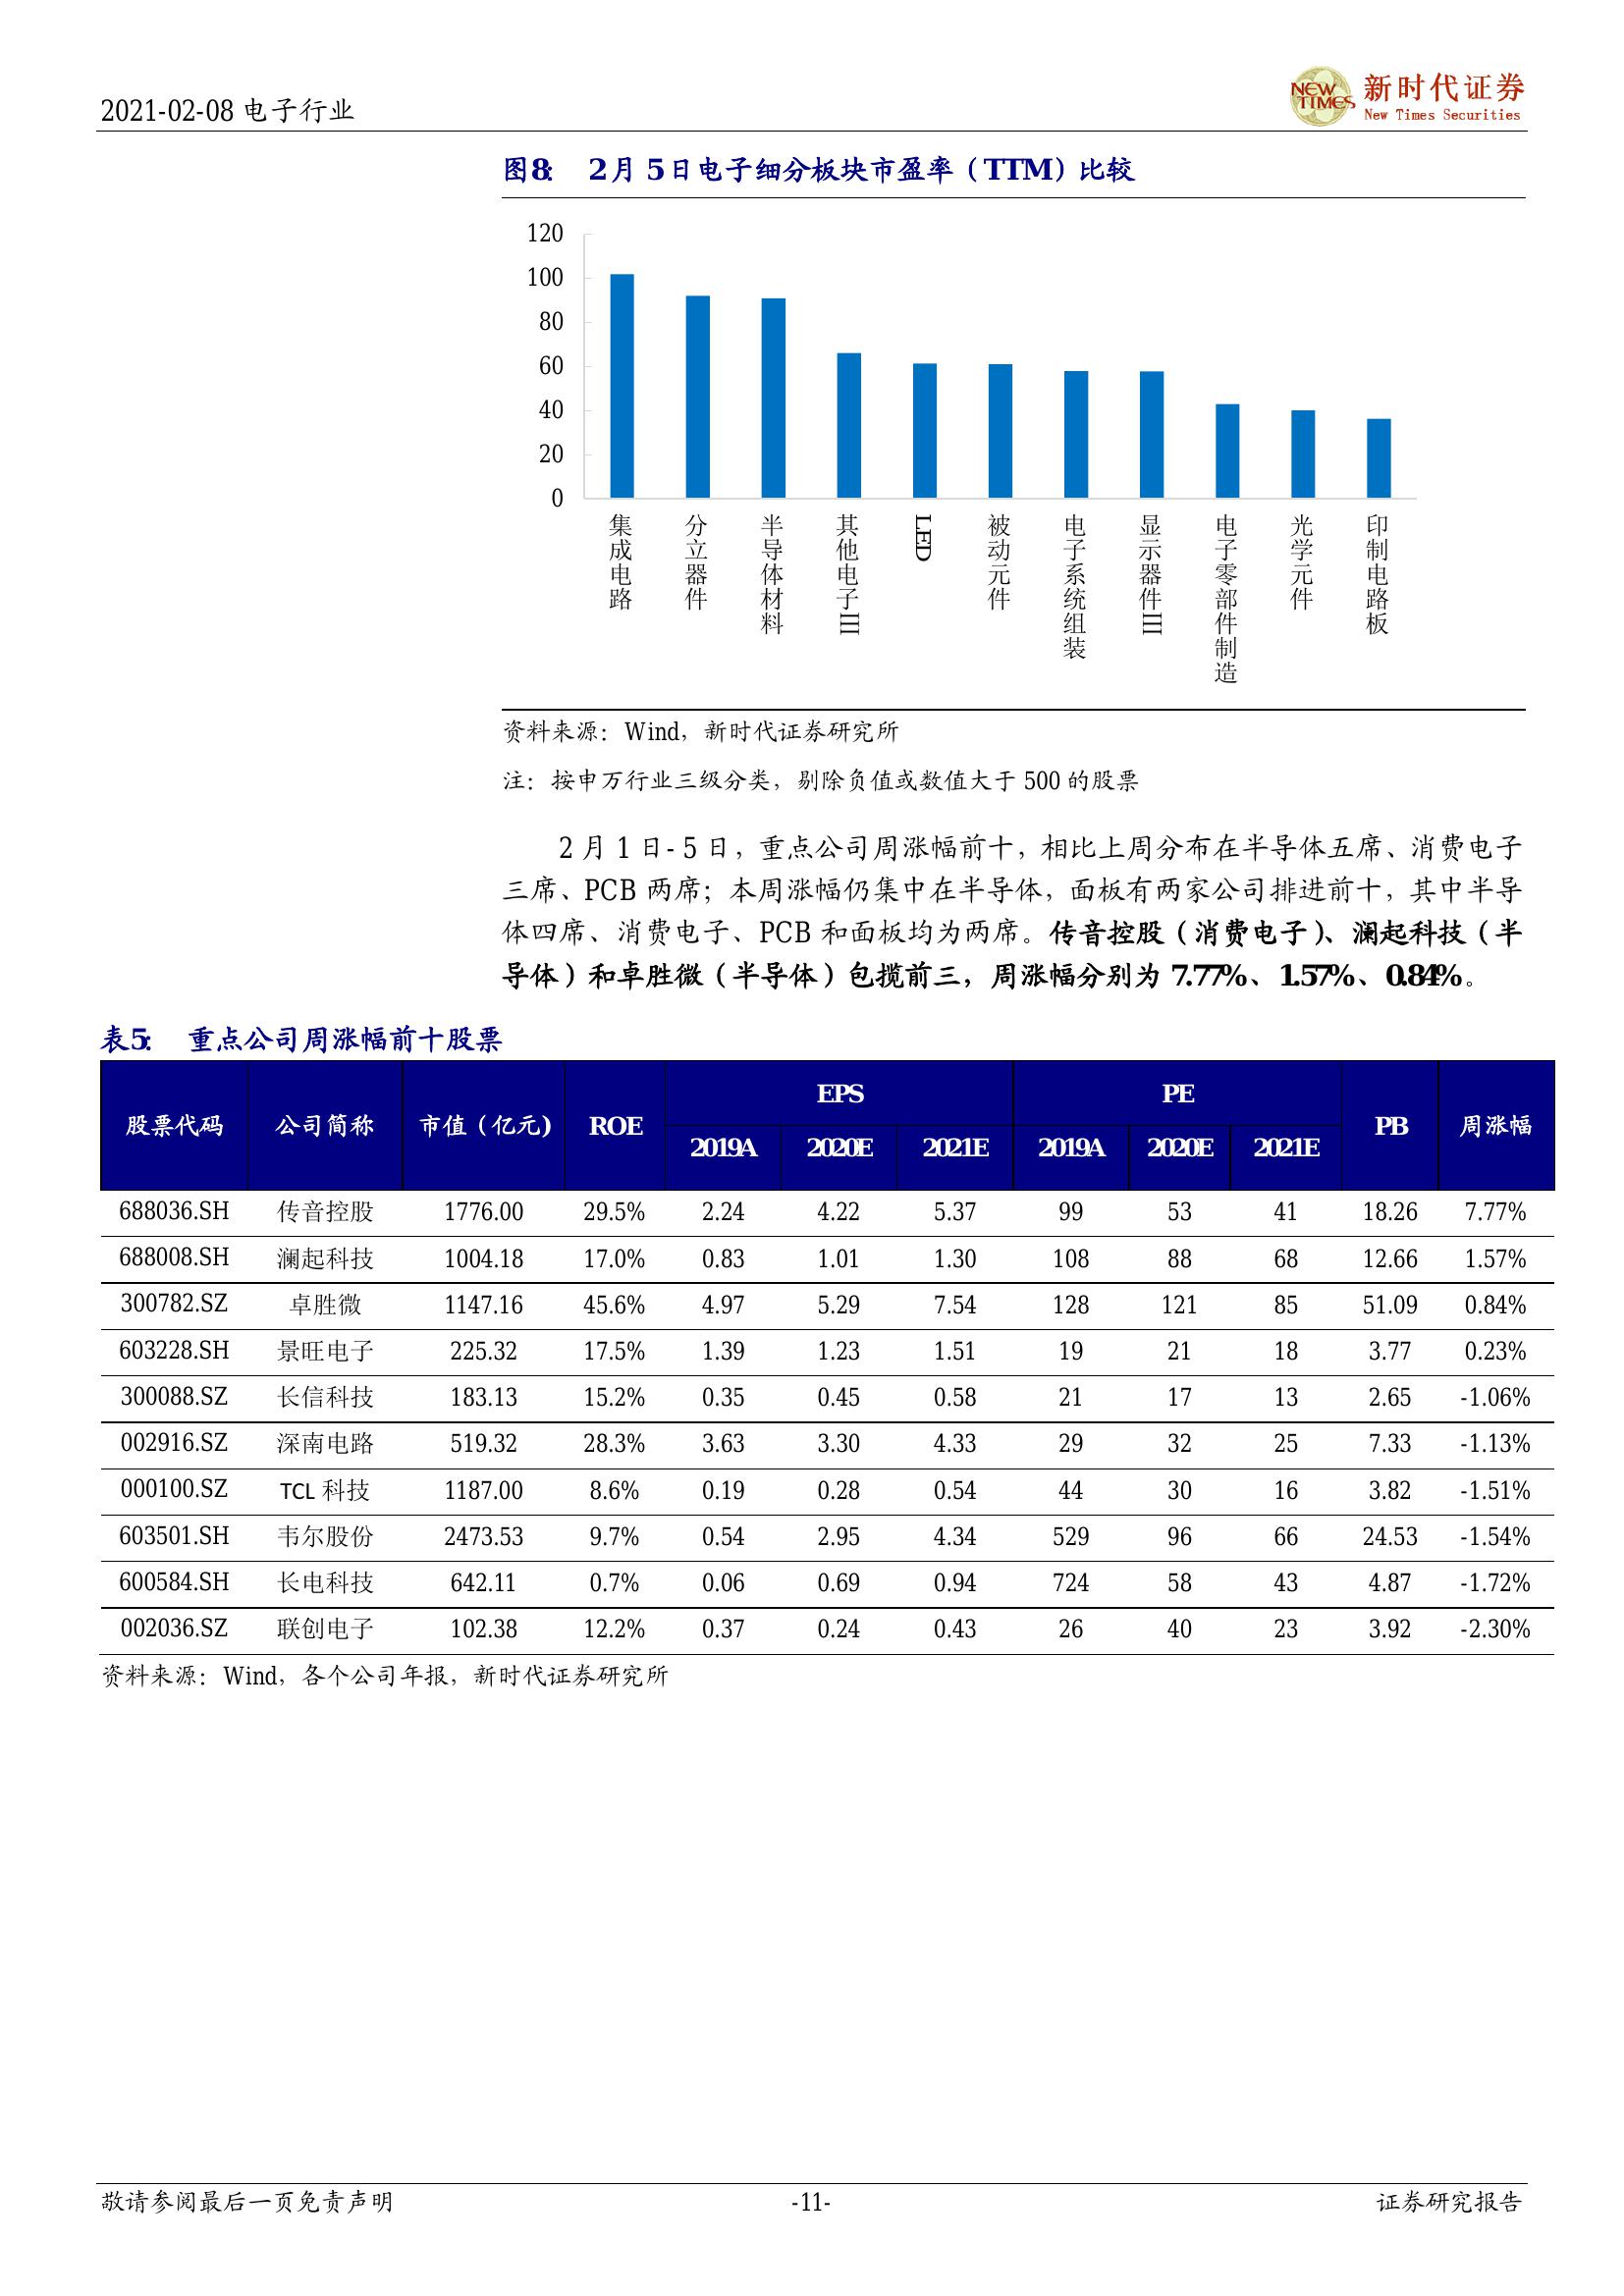 2021-02-08 电子行业
NEW TIMES 新时代证券
New Times Securities
图8: 2月5日电子细分板块市盈率（TTM）比较
120
100
80
60
40
20
0
集成电路
分立器件
半导体材料
其他电子III
LED
被动元件
电子系统组装
显示器件III
电子零部件制造
光学元件
印制电路板
资料来源：Wind，新时代证券研究所
注：按申万行业三级分类，剔除负值或数值大于 500 的股票
2 月 1 日- 5 日，重点公司周涨幅前十，相比上周分布在半导体五席、消费电子
三席、PCB 两席；本周涨幅仍集中在半导体，面板有两家公司排进前十，其中半导
体四席、消费电子、PCB 和面板均为两席。传音控股（消费电子）、澜起科技（半
导体）和卓胜微（半导体）包揽前三，周涨幅分别为 7.77%、1.57%、0.84%。
表5: 重点公司周涨幅前十股票
股票代码 公司简称 市值（亿元） ROE EPS PE PB 周涨幅
2019A 2020E 2021E 2019A 2020E 2021E
688036.SH 传音控股 1776.00 29.5% 2.24 4.22 5.37 99 53 41 18.26 7.77%
688008.SH 澜起科技 1004.18 17.0% 0.83 1.01 1.30 108 88 68 12.66 1.57%
300782.SZ 卓胜微 1147.16 45.6% 4.97 5.29 7.54 128 121 85 51.09 0.84%
603228.SH 景旺电子 225.32 17.5% 1.39 1.23 1.51 19 21 18 3.77 0.23%
300088.SZ 长信科技 183.13 15.2% 0.35 0.45 0.58 21 17 13 2.65 -1.06%
002916.SZ 深南电路 519.32 28.3% 3.63 3.30 4.33 29 32 25 7.33 -1.13%
000100.SZ TCL 科技 1187.00 8.6% 0.19 0.28 0.54 44 30 16 3.82 -1.51%
603501.SH 韦尔股份 2473.53 9.7% 0.54 2.95 4.34 529 96 66 24.53 -1.54%
600584.SH 长电科技 642.11 0.7% 0.06 0.69 0.94 724 58 43 4.87 -1.72%
002036.SZ 联创电子 102.38 12.2% 0.37 0.24 0.43 26 40 23 3.92 -2.30%
资料来源：Wind，各个公司年报，新时代证券研究所
敬请参阅最后一页免责声明 -11- 证券研究报告